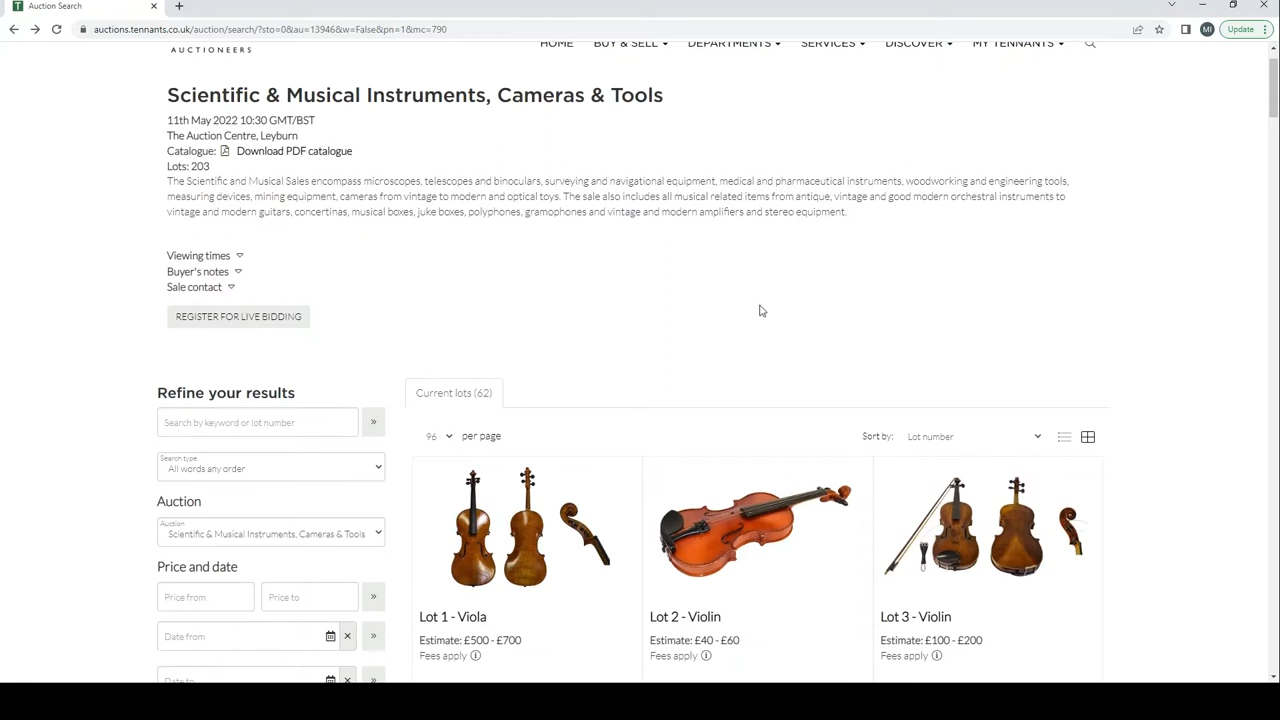 Auction Search
auctions.tennants.co.uk/auction/search/?sto=0&au=13946&w=False&pn=1&mc=790
MI
Update
AUCTIONEERS
HOME BUY & SELL DEPARTMENTS SERVICES DISCOVER MY TENNANTS
Scientific & Musical Instruments, Cameras & Tools
11th May 2022 10:30 GMT/BST
The Auction Centre, Leyburn
Catalogue: Download PDF catalogue
Lots: 203
The Scientific and Musical Sales encompass microscopes, telescopes and binoculars, surveying and navigational equipment, medical and pharmaceutical instruments, woodworking and engineering tools,
measuring devices, mining equipment, cameras from vintage to modern and optical toys. The sale also includes all musical related items from antique, vintage and good modern orchestral instruments to
vintage and modern guitars, concertinas, musical boxes, juke boxes, polyphones, gramophones and vintage and modern amplifiers and stereo equipment.
Viewing times
Buyer's notes
Sale contact
REGISTER FOR LIVE BIDDING
Refine your results
Search by keyword or lot number »
Search type
All words any order
Auction
Auction
Scientific & Musical Instruments, Cameras & Tools
Price and date
Price from Price to »
Date from »
Date to »
Current lots (62)
96 per page
Sort by: Lot number
Lot 1 - Viola
Estimate: £500 - £700
Fees apply
Lot 2 - Violin
Estimate: £40 - £60
Fees apply
Lot 3 - Violin
Estimate: £100 - £200
Fees apply